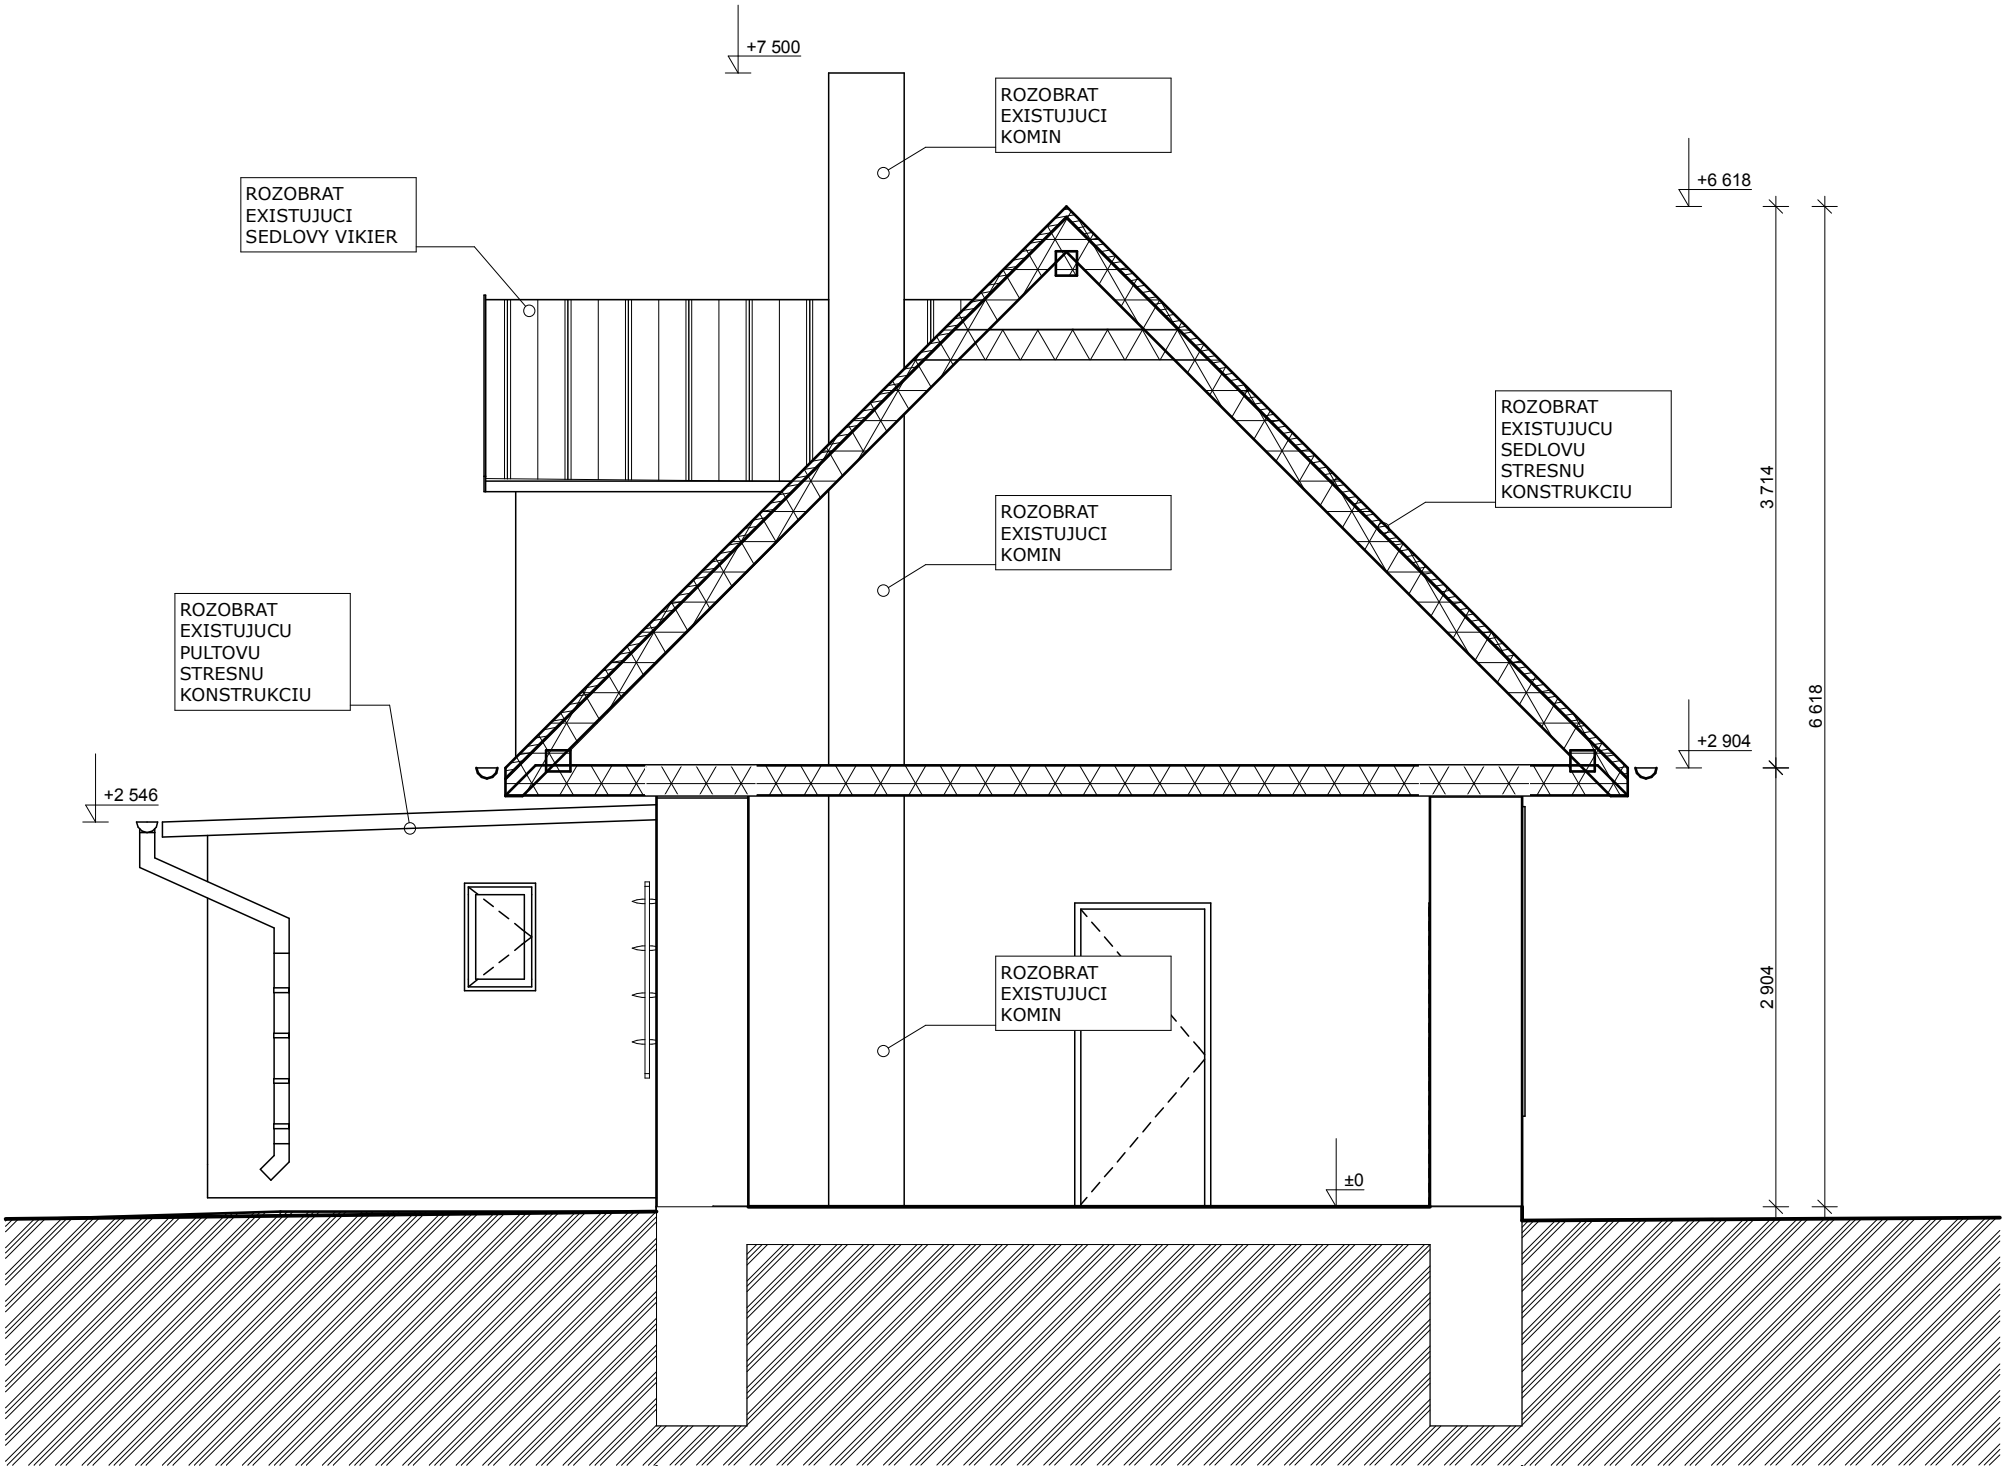 +7 500
ROZOBRAT
EXISTUJUCI
KOMIN
+6 618
ROZOBRAT
EXISTUJUCI
SEDLOVY VIKIER
ROZOBRAT
EXISTUJUCU
SEDLOVU
STRESNU
KONSTRUKCIU
3 714
ROZOBRAT
EXISTUJUCI
KOMIN
ROZOBRAT
EXISTUJUCU
PULTOVU
STRESNU
KONSTRUKCIU
6 618
+2 904
+2 546
ROZOBRAT
EXISTUJUCI
KOMIN
2 904
±0